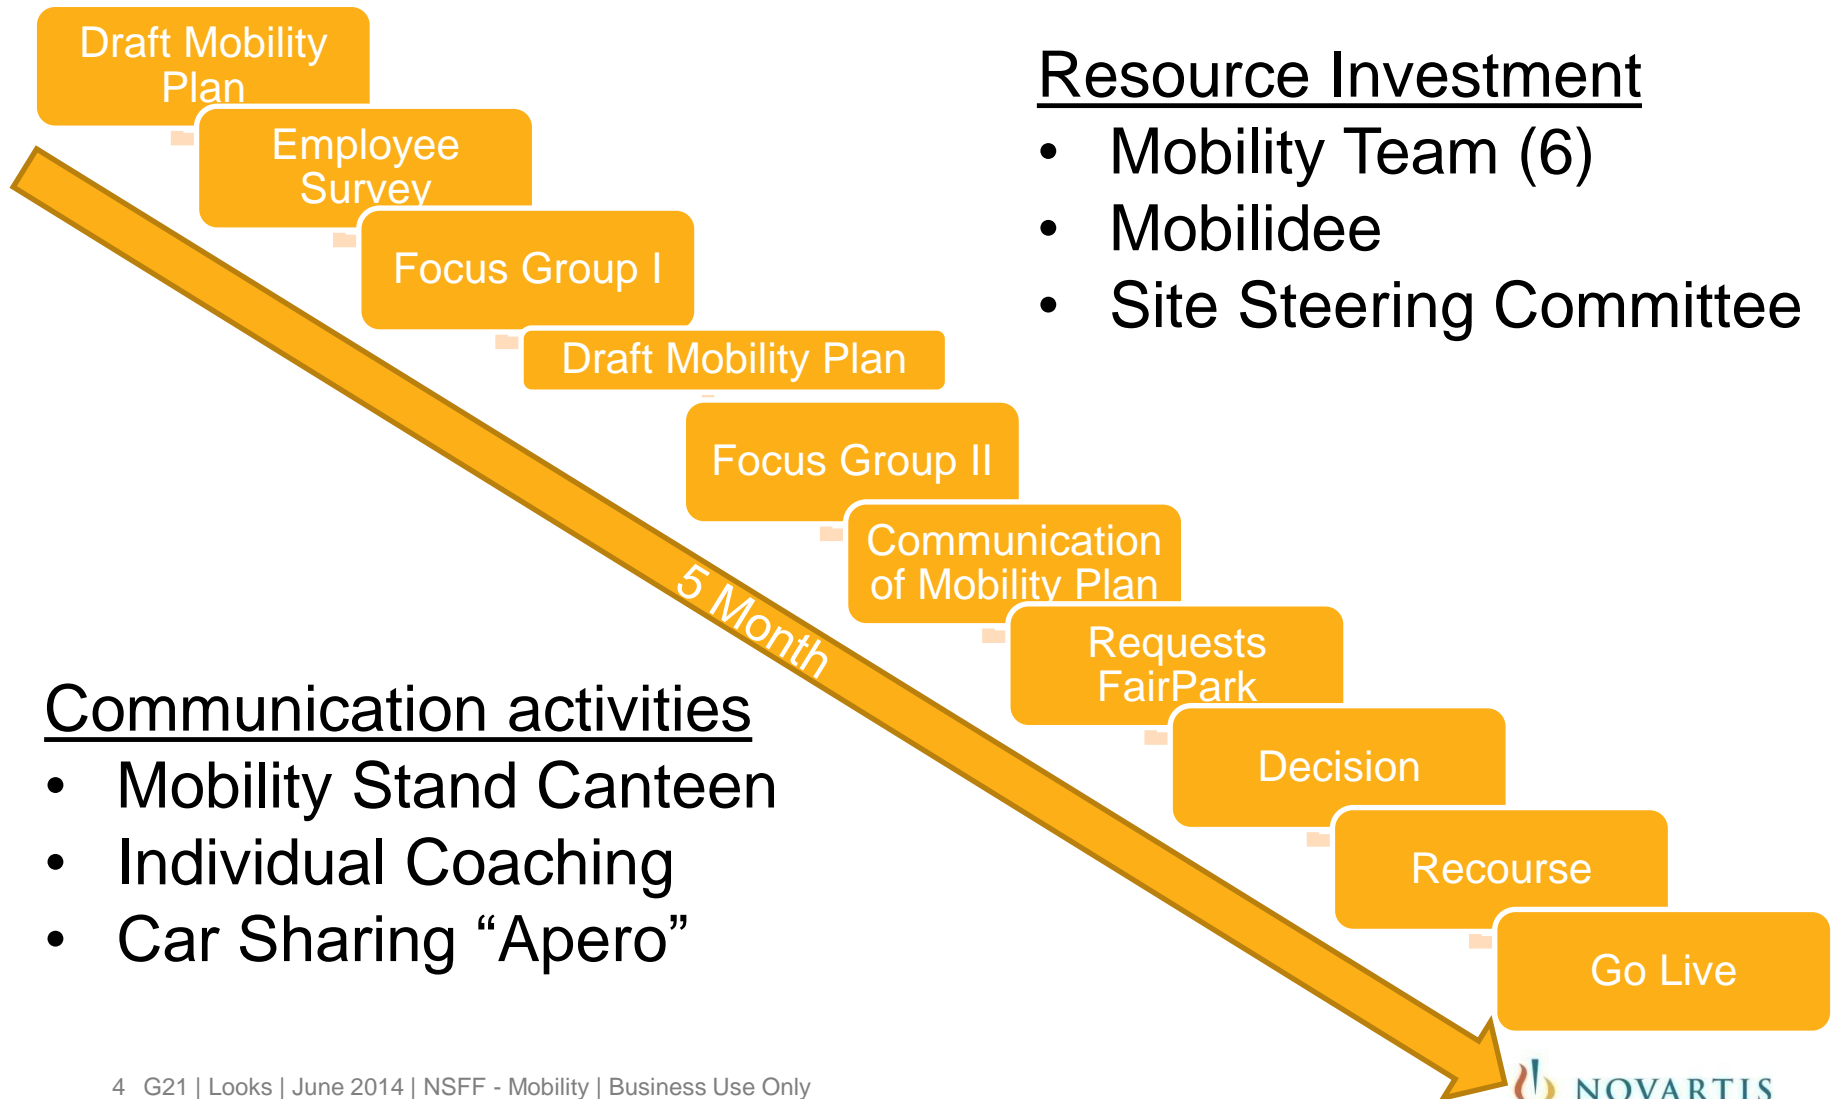 Draft Mobility
Plan
Employee
Survey
Focus Group I
Draft Mobility Plan
Focus Group II
Communication
of Mobility Plan
Requests
FairPark
Decision
Recourse
Go Live
5 Month
Resource Investment
• Mobility Team (6)
• Mobilidee
• Site Steering Committee
Communication activities
• Mobility Stand Canteen
• Individual Coaching
• Car Sharing “Apero”
4 G21 | Looks | June 2014 | NSFF - Mobility | Business Use Only
NOVARTIS